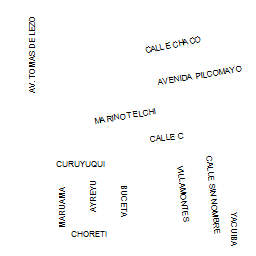 AV. TOMAS DE LEZO
CALLE CHACO
AVENIDA PILCOMAYO
MARINO TELCHI
CALLE C
CURUYUQUI
MARUAMA
AYREYU
BUCETA
VILLAMONTES
CALLE SIN NOMBRE
YACUIBA
CHORETI